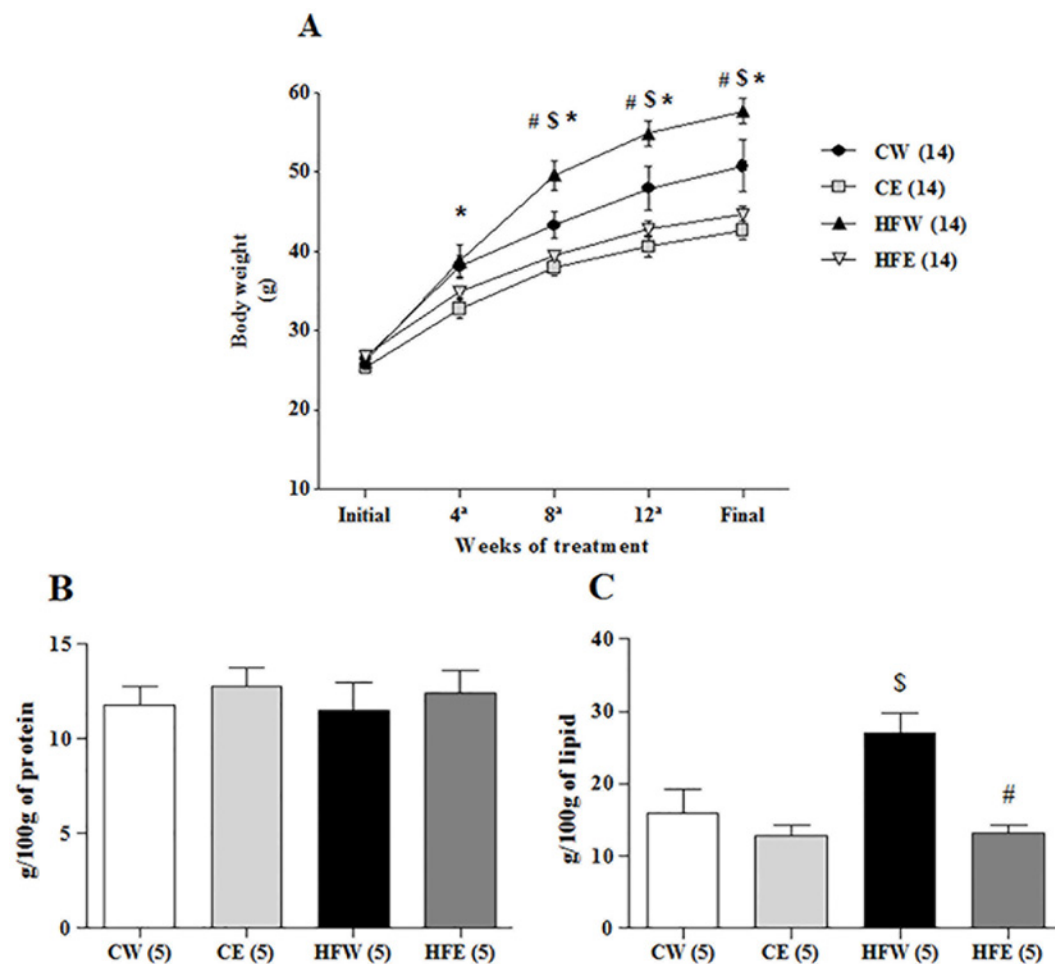 A
# $ *
# $ *
# $ *
*
60
50
40
30
20
10
Body weight
(g)
Initial
4ª
8ª
12ª
Final
Weeks of treatment
CW (14)
CE (14)
HFW (14)
HFE (14)
B
15
10
5
0
g/100g of protein
CW (5)
CE (5)
HFW (5)
HFE (5)
C
40
30
20
10
0
g/100g of lipid
$
#
CW (5)
CE (5)
HFW (5)
HFE (5)